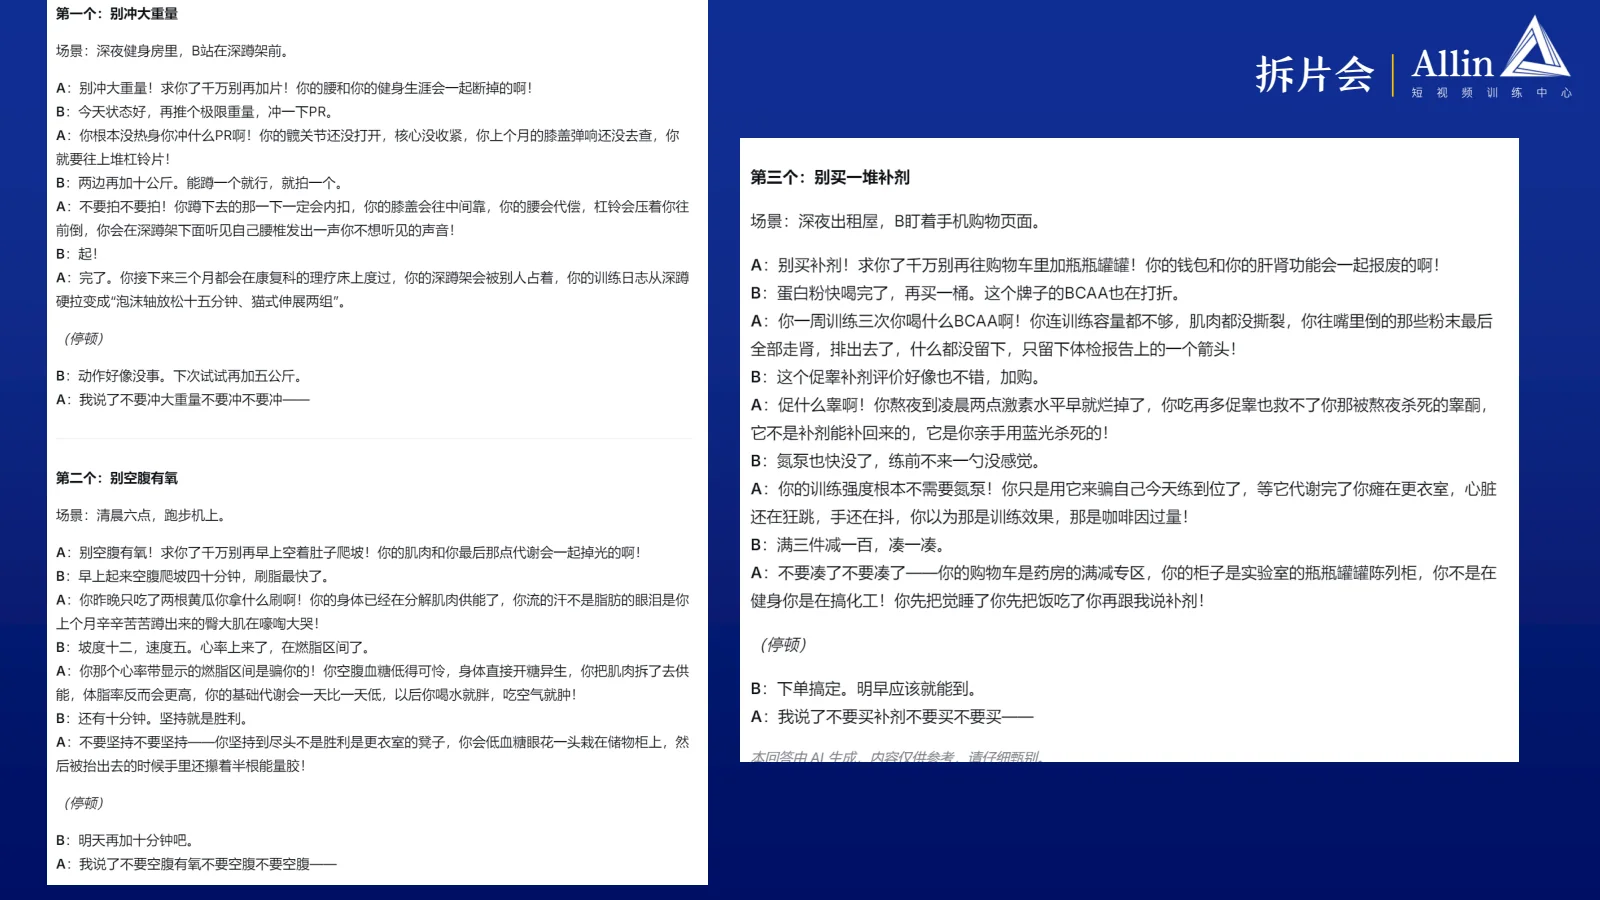 第一个：别冲大重量
场景：深夜健身房里，B站在深蹲架前。
A：别冲大重量！求你了千万别再加片！你的腰和你的健身生涯会一起断掉的啊！
B：今天状态好，再推个极限重量，冲一下PR。
A：你根本没热身你冲什么PR啊！你的髋关节还没打开，核心没收紧，你上个月的膝盖弹响还没去查，你
就要往上堆杠铃片！
B：两边再加十公斤。能蹲一个就行，就拍一个。
A：不要拍不要拍！你蹲下去的那一下一定会内扣，你的膝盖会往中间靠，你的腰会代偿，杠铃会压着你往
前倒，你会在深蹲架下面听见自己腰椎发出一声你不想听见的声音！
B：起！
A：完了。你接下来三个月都会在康复科的理疗床上度过，你的深蹲架会被别人占着，你的训练日志从深蹲
硬拉变成“泡沫轴放松十五分钟、猫式伸展两组”。
（停顿）
B：动作好像没事。下次试试再加五公斤。
A：我说了不要冲大重量不要冲不要冲——
第二个：别空腹有氧
场景：清晨六点，跑步机上。
A：别空腹有氧！求你了千万别再早上空着肚子爬坡！你的肌肉和你最后那点代谢会一起掉光的啊！
B：早上起来空腹爬坡四十分钟，刷脂最快了。
A：你昨晚只吃了两根黄瓜你拿什么刷啊！你的身体已经在分解肌肉供能了，你流的汗不是脂肪的眼泪是你
上个月辛辛苦苦蹲出来的臀大肌在嚎啕大哭！
B：坡度十二，速度五。心率上来了，在燃脂区间了。
A：你那个心率带显示的燃脂区间是骗你的！你空腹血糖低得可怜，身体直接开糖异生，你把肌肉拆了去供
能，体脂率反而会更高，你的基础代谢会一天比一天低，以后你喝水就胖，吃空气就肿！
B：还有十分钟。坚持就是胜利。
A：不要坚持不要坚持——你坚持到尽头不是胜利是更衣室的凳子，你会低血糖眼花一头栽在储物柜上，然
后被抬出去的时候手里还攥着半根能量胶！
（停顿）
B：明天再加十分钟吧。
A：我说了不要空腹有氧不要空腹不要空腹——
拆片会
Allin
短视频训练中心
第三个：别买一堆补剂
场景：深夜出租屋，B盯着手机购物页面。
A：别买补剂！求你了千万别再往购物车里加瓶瓶罐罐！你的钱包和你的肝肾功能会一起报废的啊！
B：蛋白粉快喝完了，再买一桶。这个牌子的BCAA也在打折。
A：你一周训练三次你喝什么BCAA啊！你连训练容量都不够，肌肉都没撕裂，你往嘴里倒的那些粉末最后
全部走肾，排出去了，什么都没留下，只留下体检报告上的一个箭头！
B：这个促睾补剂评价好像也不错，加购。
A：促什么睾啊！你熬夜到凌晨两点激素水平早就烂掉了，你吃再多促睾也救不了你那被熬夜杀死的睾酮，
它不是补剂能补回来的，它是你亲手用蓝光杀死的！
B：氮泵也快没了，练前不来一勺没感觉。
A：你的训练强度根本不需要氮泵！你只是用它来骗自己今天练到位了，等它代谢完了你瘫在更衣室，心脏
还在狂跳，手还在抖，你以为那是训练效果，那是咖啡因过量！
B：满三件减一百，凑一凑。
A：不要凑了不要凑了——你的购物车是药房的满减专区，你的柜子是实验室的瓶瓶罐罐陈列柜，你不是在
健身你是在搞化工！你先把觉睡了你先把饭吃了你再跟我说补剂！
（停顿）
B：下单搞定。明早应该就能到。
A：我说了不要买补剂不要买不要买——
本回答由 AI 生成，内容仅供参考，请仔细甄别。